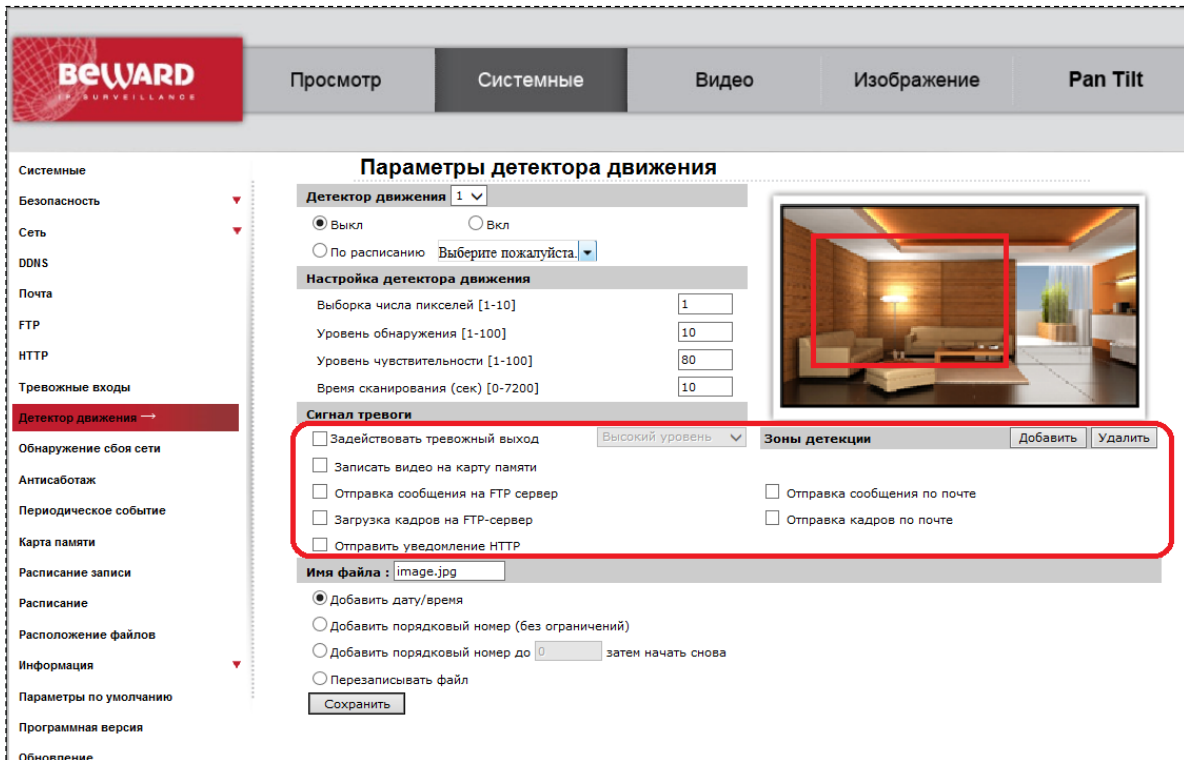 BEWARD
IP SURVEILLANCE
Просмотр
Системные
Видео
Изображение
Pan Tilt
Системные
Безопасность
Сеть
DDNS
Почта
FTP
HTTP
Тревожные входы
Детектор движения →
Обнаружение сбоя сети
Антисаботаж
Периодическое событие
Карта памяти
Расписание записи
Расписание
Расположение файлов
Информация
Параметры по умолчанию
Программная версия
Обновление
Параметры детектора движения
Детектор движения 1
Выкл Вкл
По расписанию Выберите пожалуйста.
Настройка детектора движения
Выборка числа пикселей [1-10] 1
Уровень обнаружения [1-100] 10
Уровень чувствительности [1-100] 80
Время сканирования (сек) [0-7200] 10
Сигнал тревоги
Задействовать тревожный выход Высокий уровень Зоны детекции Добавить Удалить
Записать видео на карту памяти
Отправка сообщения на FTP сервер Отправка сообщения по почте
Загрузка кадров на FTP-сервер Отправка кадров по почте
Отправить уведомление HTTP
Имя файла : image.jpg
Добавить дату/время
Добавить порядковый номер (без ограничений)
Добавить порядковый номер до 0 затем начать снова
Перезаписывать файл
Сохранить